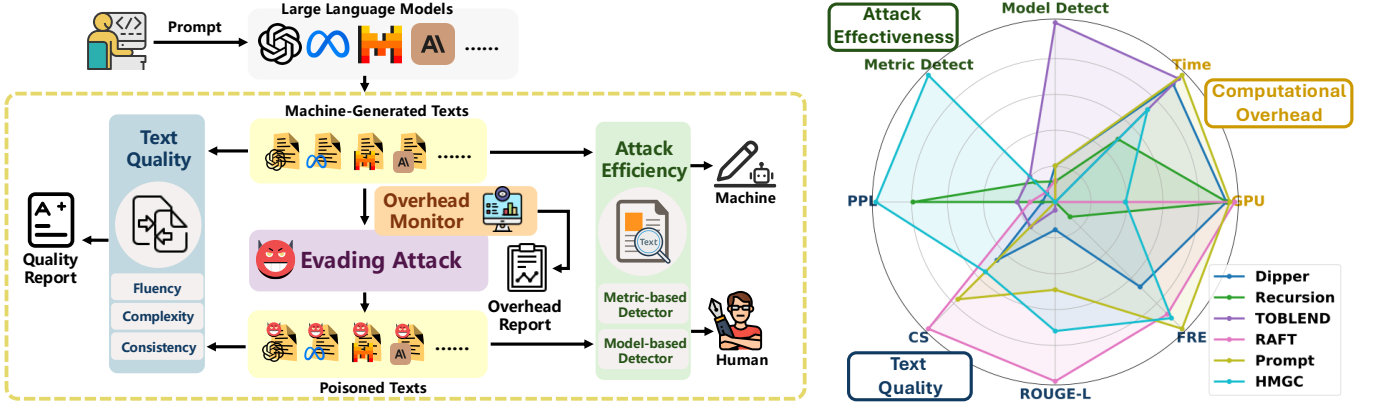 Large Language Models
Prompt
......
Machine-Generated Texts
......
Text
Quality
Fluency
Complexity
Consistency
A+
Quality
Report
Overhead
Monitor
Evading Attack
Overhead
Report
......
Poisoned Texts
Attack
Efficiency
Text
Metric-based
Detector
Model-based
Detector
Machine
Human
Attack
Effectiveness
Model Detect
Metric Detect
Time
Computational
Overhead
PPL
GPU
CS
FRE
ROUGE-L
Text
Quality
Dipper
Recursion
TOBLEND
RAFT
Prompt
HMGC